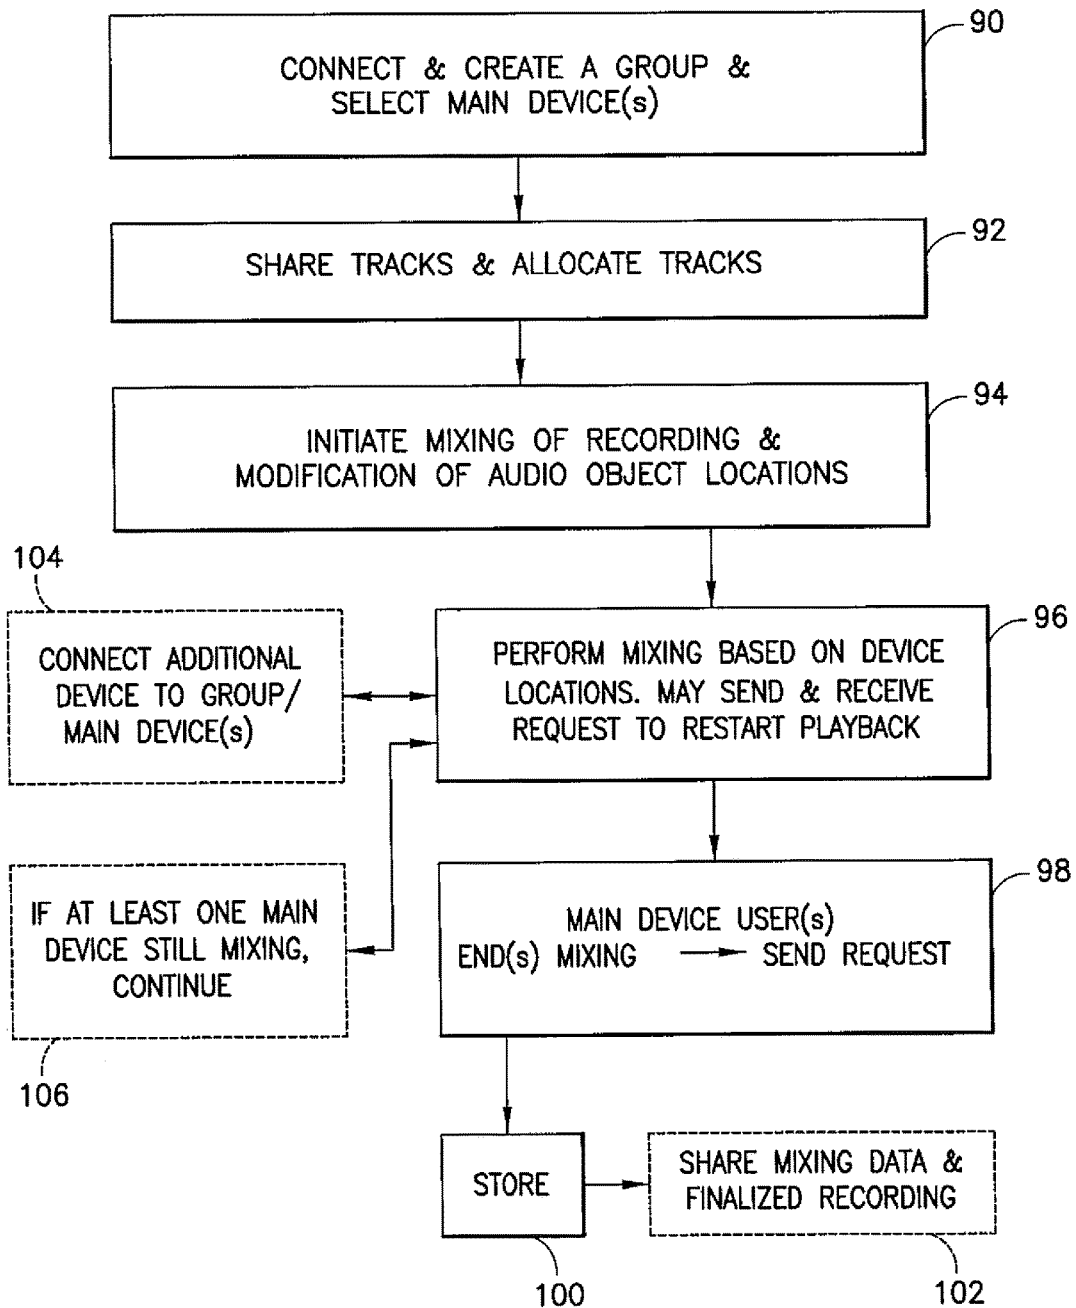 90
CONNECT & CREATE A GROUP &
SELECT MAIN DEVICE(s)
92
SHARE TRACKS & ALLOCATE TRACKS
94
INITIATE MIXING OF RECORDING &
MODIFICATION OF AUDIO OBJECT LOCATIONS
104
CONNECT ADDITIONAL
DEVICE TO GROUP/
MAIN DEVICE(s)
96
PERFORM MIXING BASED ON DEVICE
LOCATIONS. MAY SEND & RECEIVE
REQUEST TO RESTART PLAYBACK
98
MAIN DEVICE USER(s)
END(s) MIXING SEND REQUEST
IF AT LEAST ONE MAIN
DEVICE STILL MIXING,
CONTINUE
106
STORE
100
SHARE MIXING DATA &
FINALIZED RECORDING
102